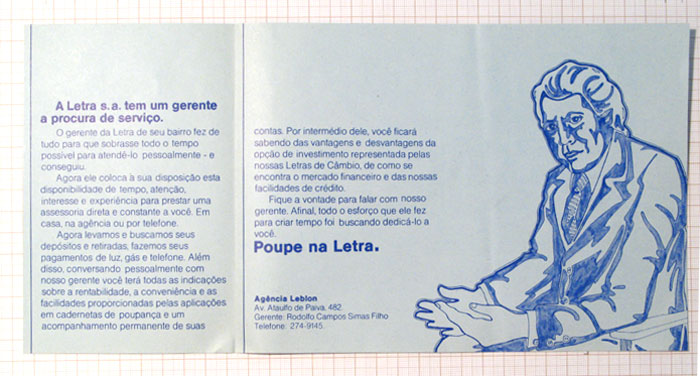 A Letra s.a. tem um gerente
a procura de serviço.
O gerente da Letra de seu bairro fez de
tudo para que sobrasse todo o tempo
possível para atendê-lo pessoalmente - e
conseguiu.
Agora ele coloca à sua disposição esta
disponibilidade de tempo, atenção,
interesse e experiência para prestar uma
assessoria direta e constante a você. Em
casa, na agência ou por telefone.
Agora levamos e buscamos seus
depósitos e retiradas, fazemos seus
pagamentos de luz, gás e telefone. Além
disso, conversando pessoalmente com
nosso gerente você terá todas as indicações
sobre a rentabilidade, a conveniência e as
facilidades proporcionadas pelas aplicações
em cadernetas de poupança e um
acompanhamento permanente de suas
contas. Por intermédio dele, você ficará
sabendo das vantagens e desvantagens da
opção de investimento representada pelas
nossas Letras de Câmbio, de como se
encontra o mercado financeiro e das nossas
facilidades de crédito.
Fique a vontade para falar com nosso
gerente. Afinal, todo o esforço que ele fez
para criar tempo foi buscando dedicá-lo a
você.
Poupe na Letra.
Agência Leblon
Av. Ataulfo de Paiva, 482
Gerente: Rodolfo Campos Simas Filho
Telefone: 274-9145.